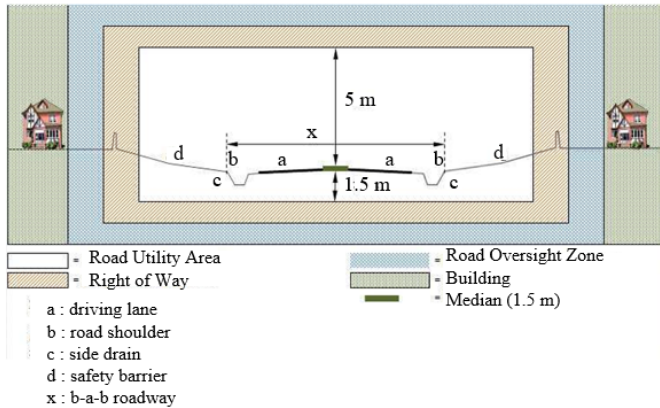 5 m
x
d
b
a
a
b
d
c
1.5 m
c
= Road Utility Area
= Right of Way
a : driving lane
b : road shoulder
c : side drain
d : safety barrier
x : b-a-b roadway
= Road Oversight Zone
= Building
= Median (1.5 m)